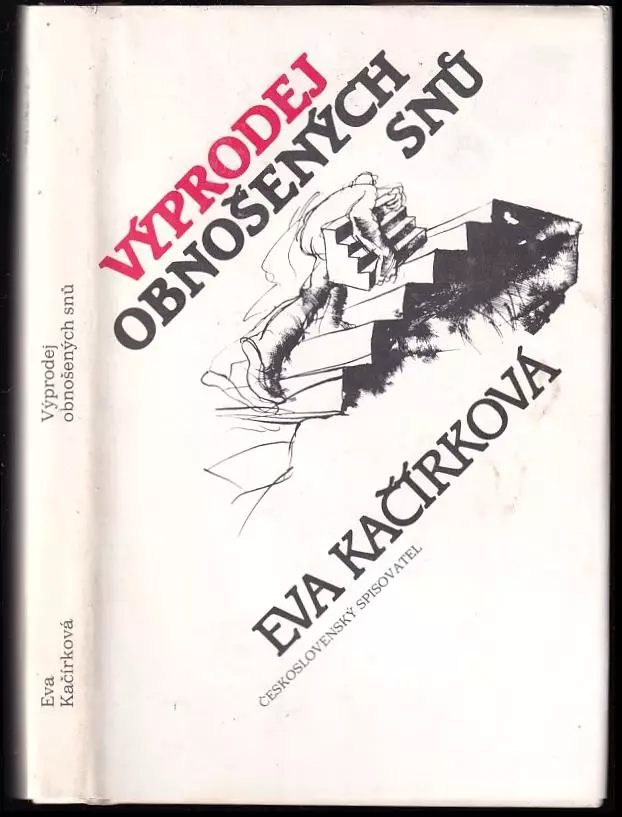 VÝPRODEJ
OBNOŠENÝCH
SNŮ
EVA KAČÍRKOVÁ
ČESKOSLOVENSKÝ SPISOVATEL
Výprodej
obnošených snů
Eva
Kačírková